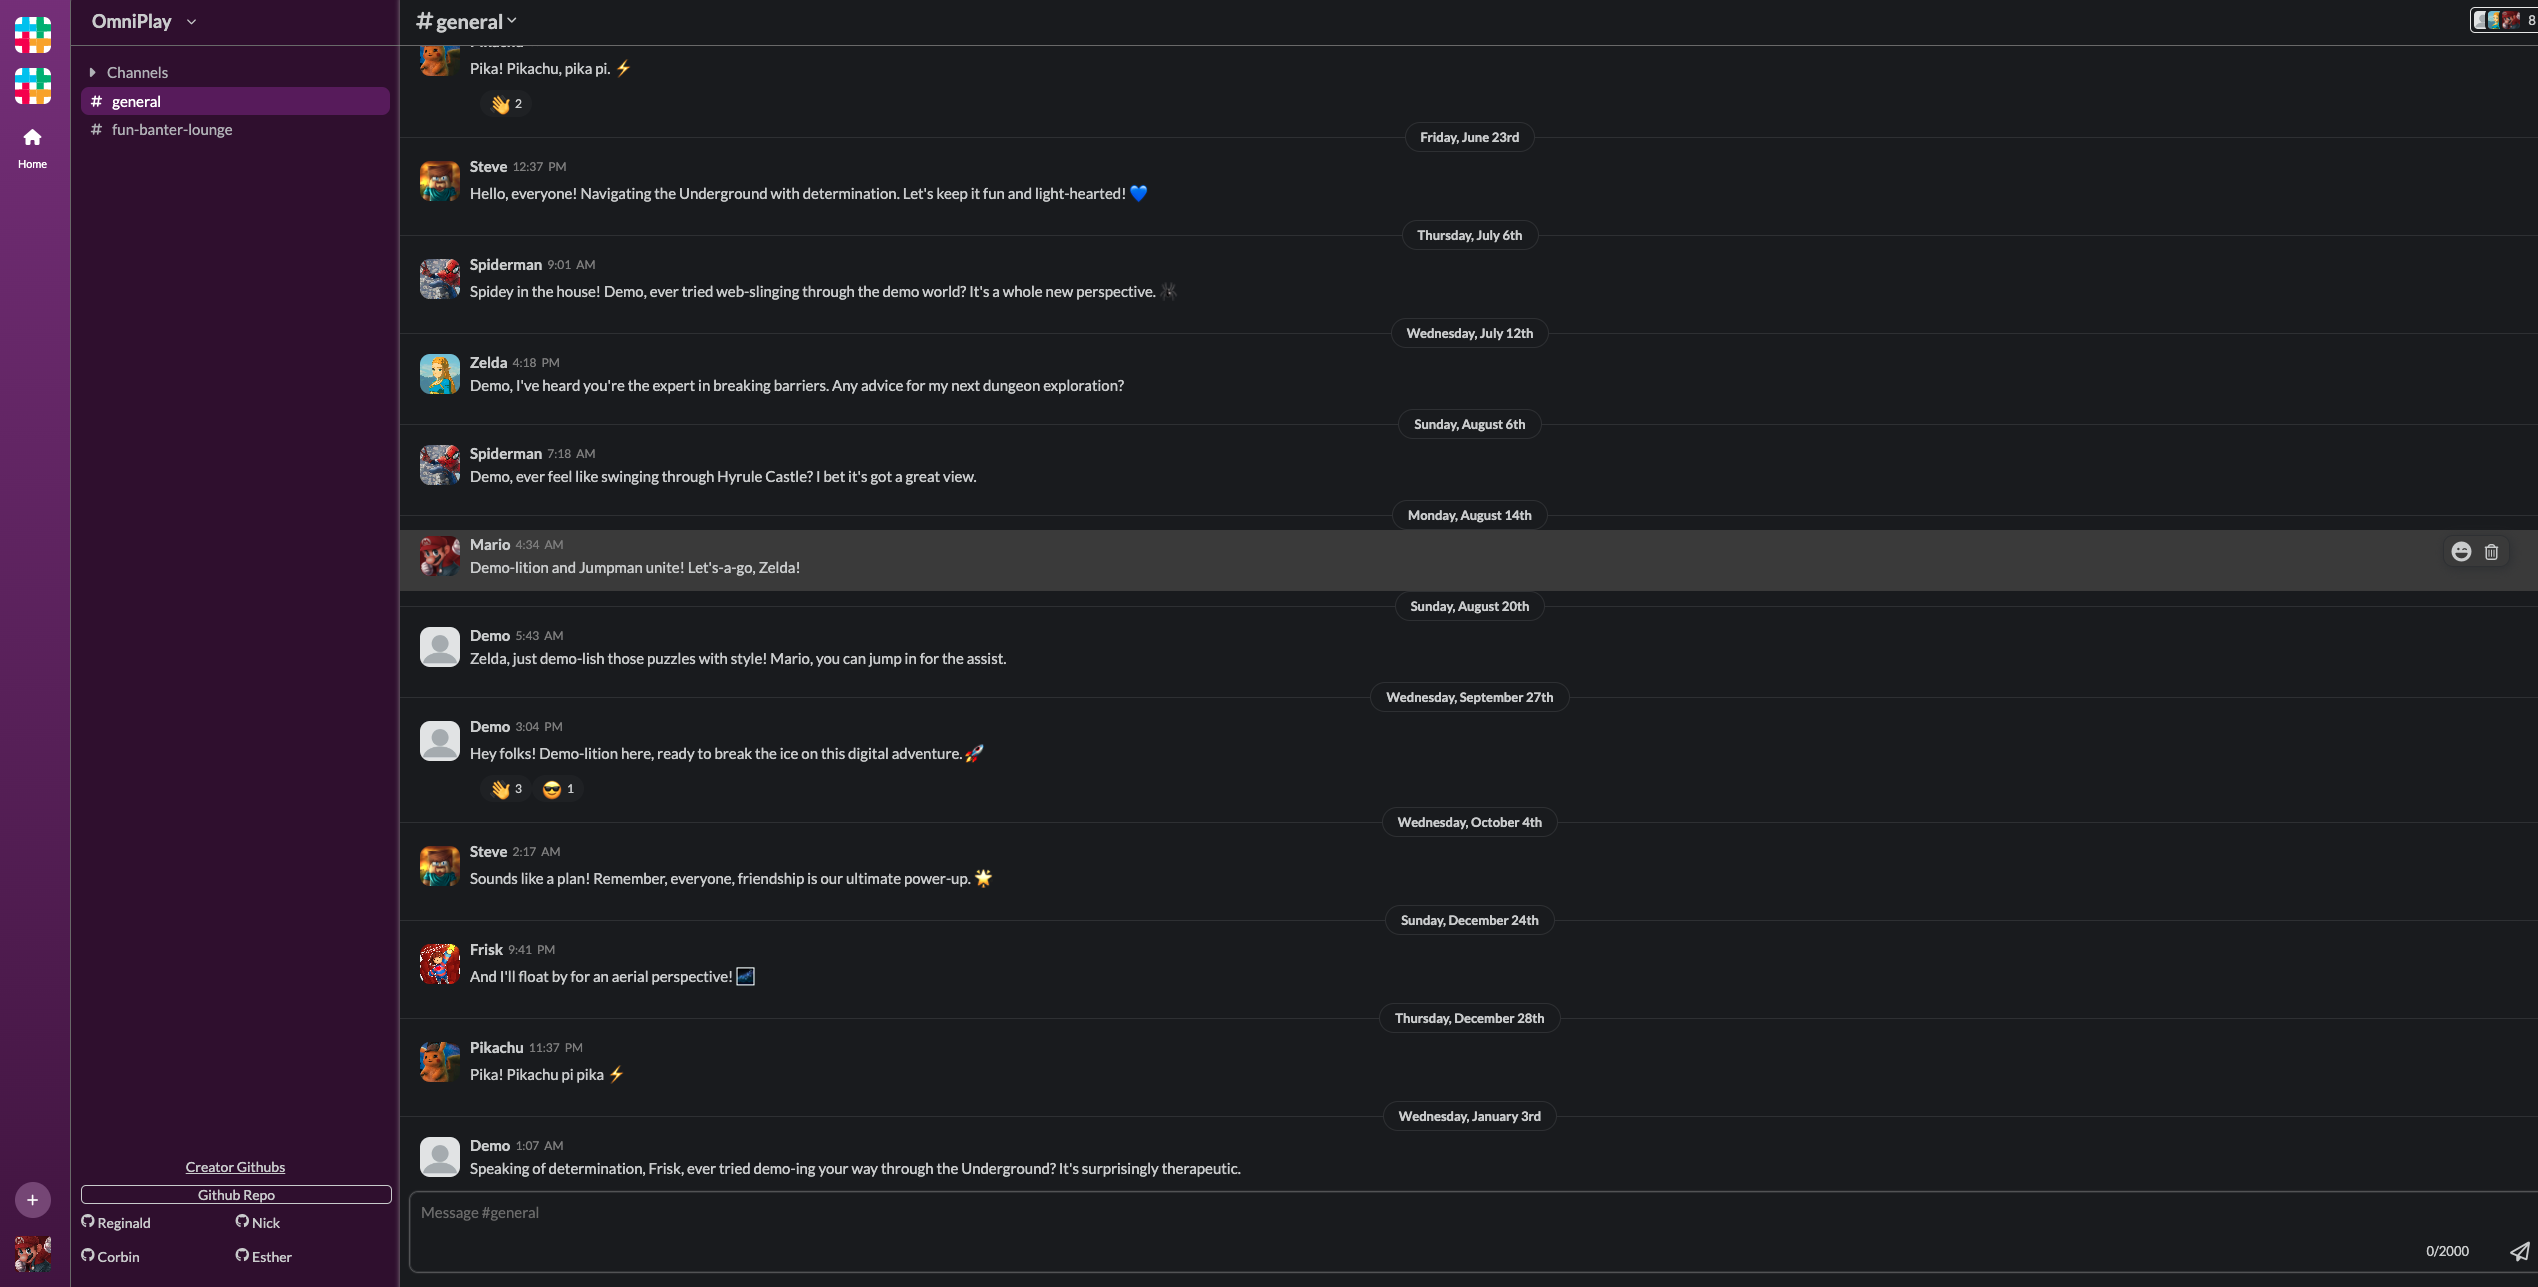 OmniPlay
Channels
# general
# fun-banter-lounge
Home
Creator Githubs
Github Repo
Reginald
Nick
Corbin
Esther
+
# general
8
Pika! Pikachu, pika pi. ⚡
👋 2
Friday, June 23rd
Steve 12:37 PM
Hello, everyone! Navigating the Underground with determination. Let's keep it fun and light-hearted! 💙
Thursday, July 6th
Spiderman 9:01 AM
Spidey in the house! Demo, ever tried web-slinging through the demo world? It's a whole new perspective. 🕷️
Wednesday, July 12th
Zelda 4:18 PM
Demo, I've heard you're the expert in breaking barriers. Any advice for my next dungeon exploration?
Sunday, August 6th
Spiderman 7:18 AM
Demo, ever feel like swinging through Hyrule Castle? I bet it's got a great view.
Monday, August 14th
Mario 4:34 AM
Demo-lition and Jumpman unite! Let's-a-go, Zelda!
Sunday, August 20th
Demo 5:43 AM
Zelda, just demo-lish those puzzles with style! Mario, you can jump in for the assist.
Wednesday, September 27th
Demo 3:04 PM
Hey folks! Demo-lition here, ready to break the ice on this digital adventure. 🚀
👋 3 😎 1
Wednesday, October 4th
Steve 2:17 AM
Sounds like a plan! Remember, everyone, friendship is our ultimate power-up. 🌟
Sunday, December 24th
Frisk 9:41 PM
And I'll float by for an aerial perspective! 🌌
Thursday, December 28th
Pikachu 11:37 PM
Pika! Pikachu pi pika ⚡
Wednesday, January 3rd
Demo 1:07 AM
Speaking of determination, Frisk, ever tried demo-ing your way through the Underground? It's surprisingly therapeutic.
Message #general
0/2000